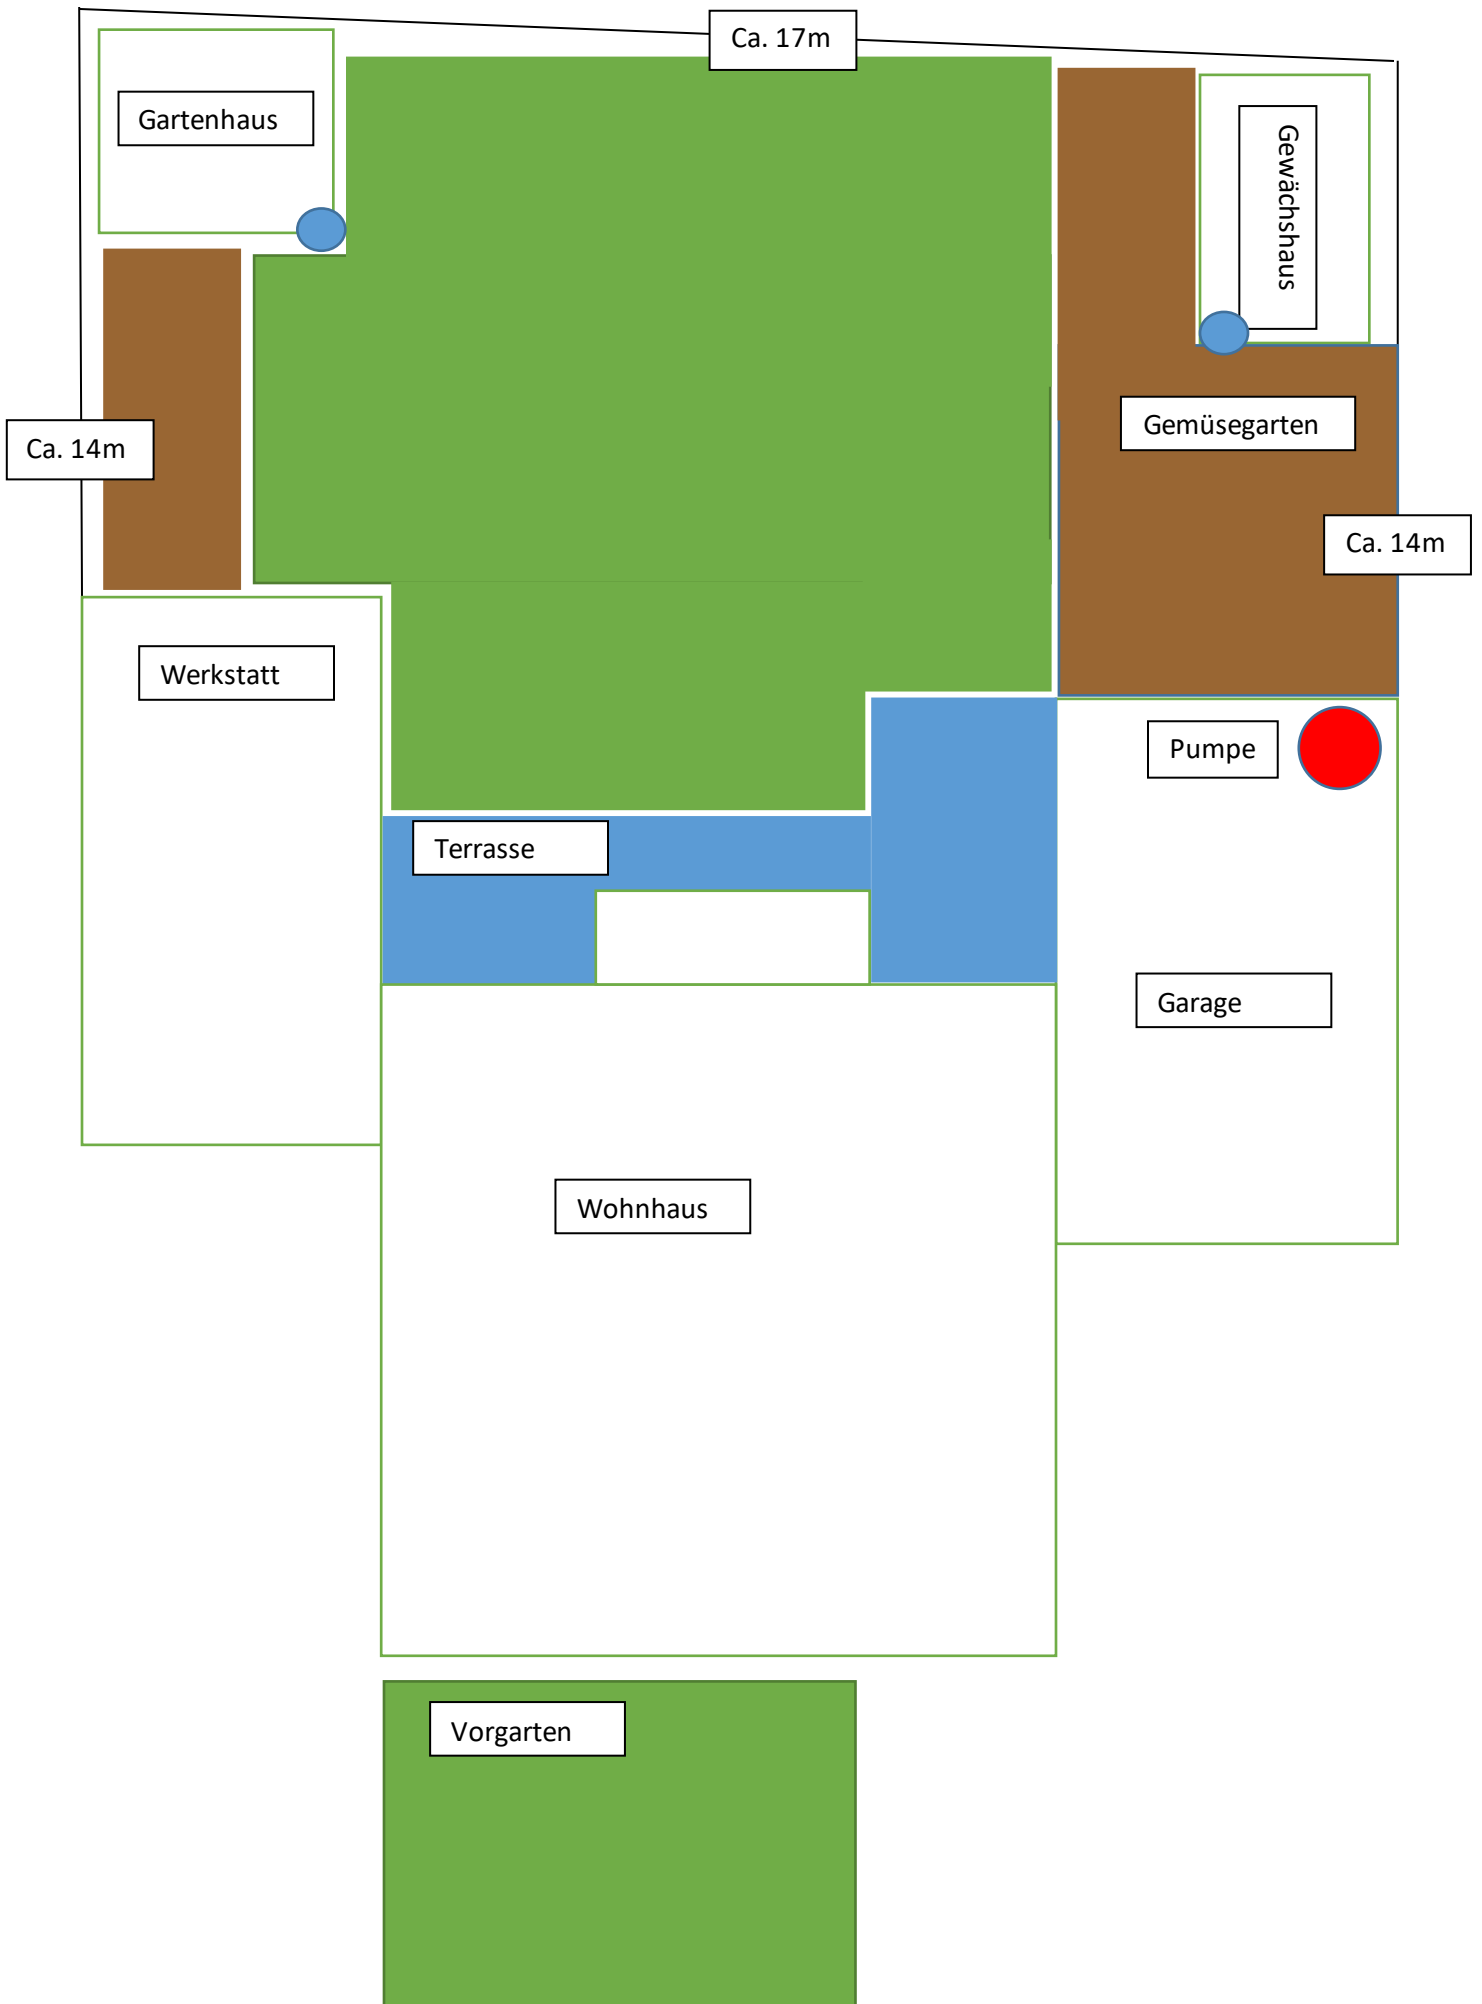 Ca. 17m
Gartenhaus
Gewächshaus
Gemüsegarten
Ca. 14m
Ca. 14m
Werkstatt
Pumpe
Terrasse
Garage
Wohnhaus
Vorgarten